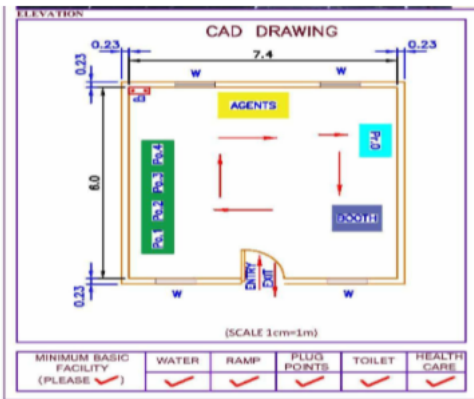 ELEVATION
CAD DRAWING
0.23
7.4
0.23
W
W
AGENTS
Pr.O
6.0
Po.1 Po.2 Po.3 Po.4
BOOTH
ENTRY
EXIT
0.23
W
W
(SCALE 1cm=1m)
MINIMUM BASIC FACILITY (PLEASE ✓)
WATER
RAMP
PLUG POINTS
TOILET
HEALTH CARE